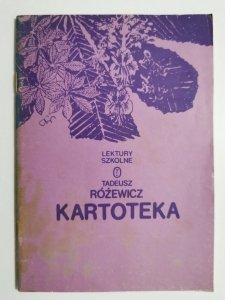 LEKTURY
SZKOLNE
TADEUSZ
RÓŻEWICZ
KARTOTEKA